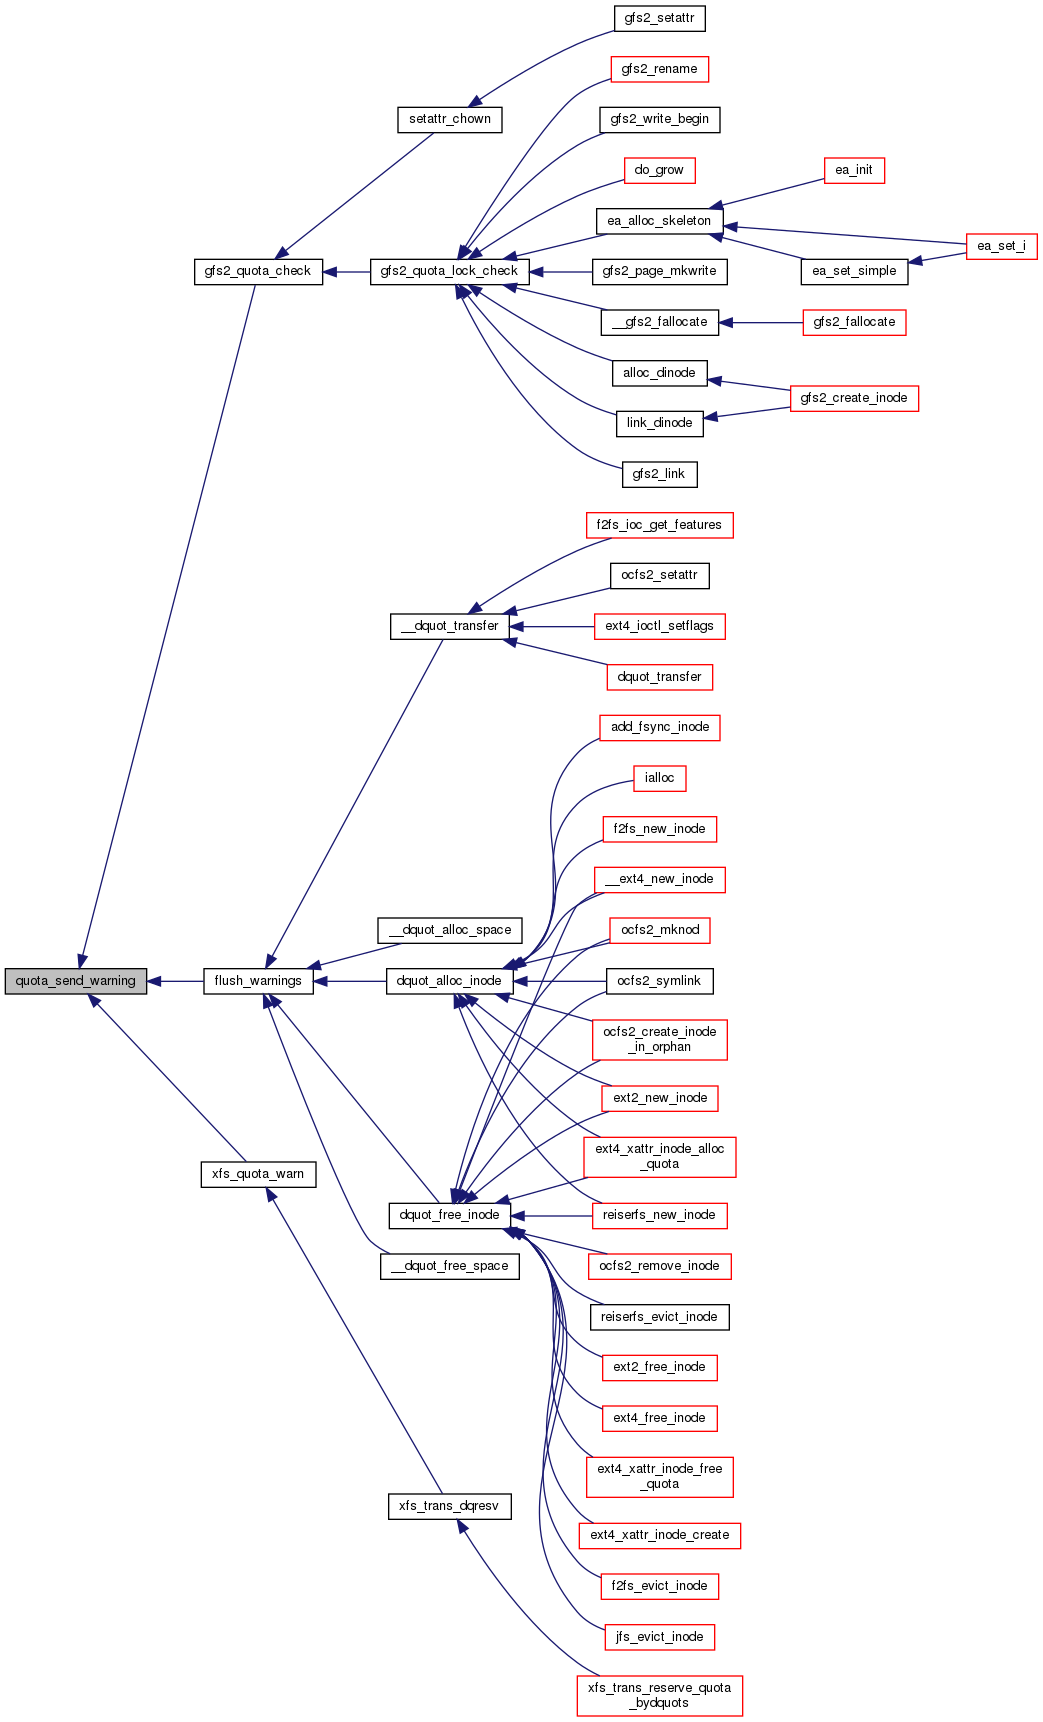 gfs2_setattr
gfs2_rename
setattr_chown
gfs2_write_begin
do_grow
ea_init
ea_alloc_skeleton
ea_set_i
gfs2_quota_check
gfs2_quota_lock_check
gfs2_page_mkwrite
ea_set_simple
__gfs2_fallocate
gfs2_fallocate
alloc_dinode
gfs2_create_inode
link_dinode
gfs2_link
f2fs_ioc_get_features
ocfs2_setattr
__dquot_transfer
ext4_ioctl_setflags
dquot_transfer
add_fsync_inode
ialloc
f2fs_new_inode
__ext4_new_inode
__dquot_alloc_space
ocfs2_mknod
quota_send_warning
flush_warnings
dquot_alloc_inode
ocfs2_symlink
ocfs2_create_inode
_in_orphan
ext2_new_inode
ext4_xattr_inode_alloc
_quota
xfs_quota_warn
dquot_free_inode
reiserfs_new_inode
__dquot_free_space
ocfs2_remove_inode
reiserfs_evict_inode
ext2_free_inode
ext4_free_inode
ext4_xattr_inode_free
_quota
xfs_trans_dqresv
ext4_xattr_inode_create
f2fs_evict_inode
jfs_evict_inode
xfs_trans_reserve_quota
_bydquots